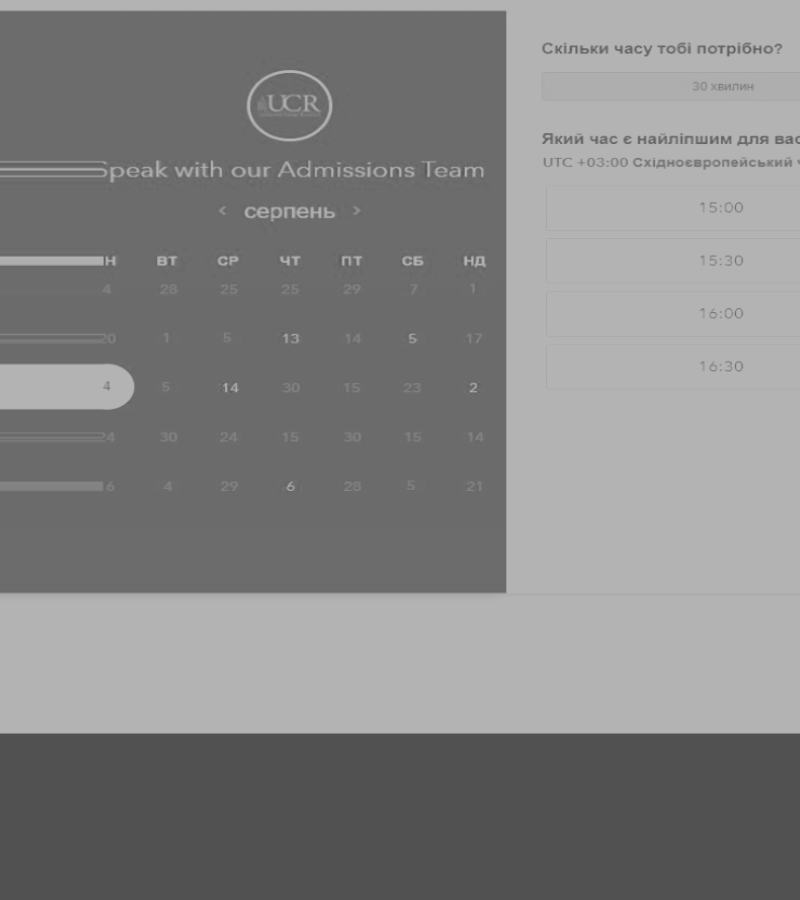 UCR
Speak with our Admissions Team
< серпень >
Н ВТ СР ЧТ ПТ СБ НД
4 28 25 25 29 7 1
20 1 5 13 14 5 17
4 5 14 30 15 23 2
24 30 24 15 30 15 14
6 4 29 6 28 5 21
Скільки часу тобі потрібно?
30 хвилин
Який час є найліпшим для вас
UTC +03:00 Східноєвропейський ч
15:00
15:30
16:00
16:30